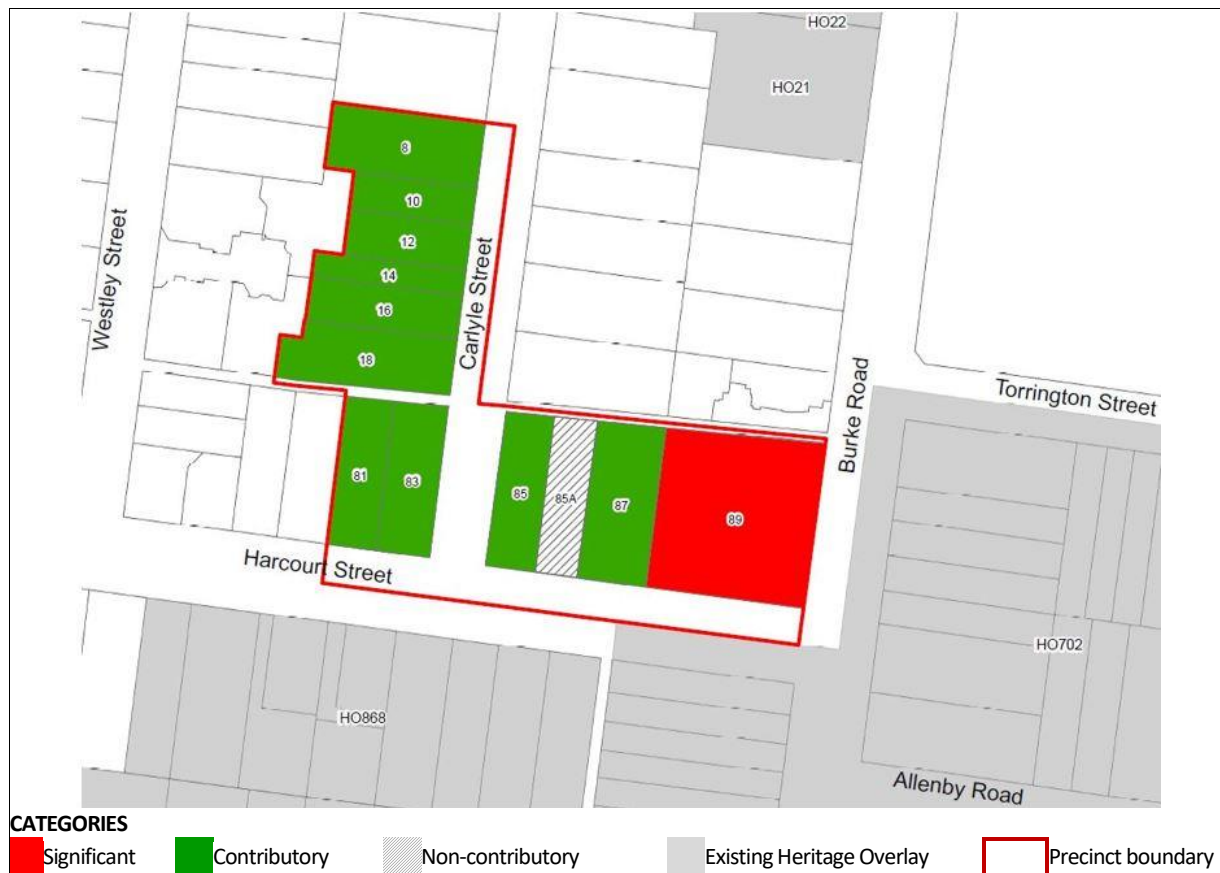 HO22
HO21
8
10
12
14
16
18
Westley Street
Carlyle Street
Burke Road
Torrington Street
81
83
85
85A
87
89
Harcourt Street
HO702
HO868
Allenby Road
CATEGORIES
Significant Contributory Non-contributory Existing Heritage Overlay Precinct boundary